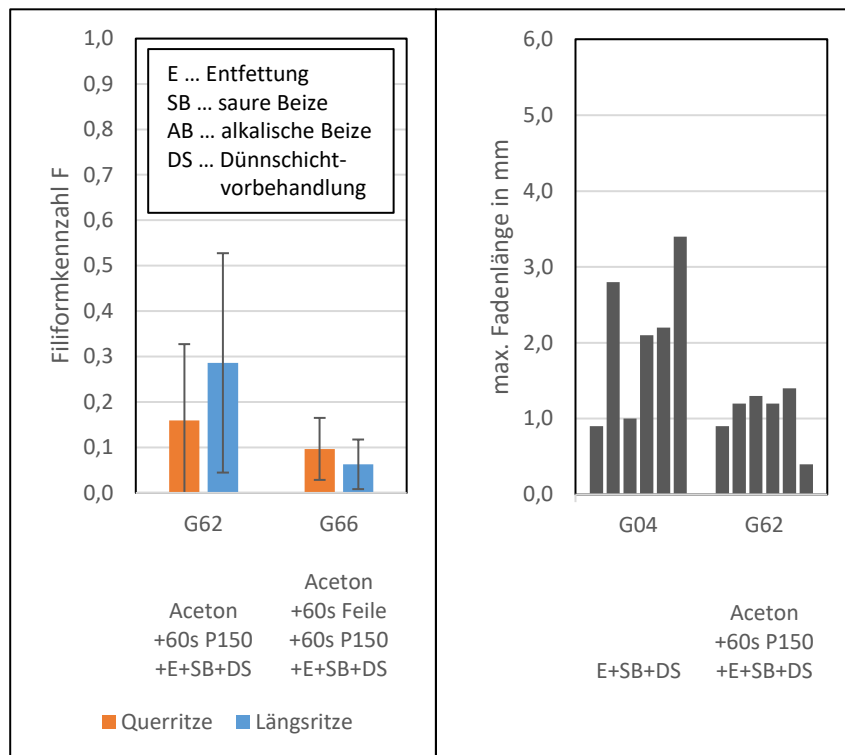 Filiformkennzahl F
1,0
0,9
0,8
0,7
0,6
0,5
0,4
0,3
0,2
0,1
0,0
E ... Entfettung
SB ... saure Beize
AB ... alkalische Beize
DS ... Dünnschicht-
vorbehandlung
G62
G66
Aceton
+60s P150
+E+SB+DS
Aceton
+60s Feile
+60s P150
+E+SB+DS
Querritze
Längsritze
max. Fadenlänge in mm
6,0
5,0
4,0
3,0
2,0
1,0
0,0
G04
G62
E+SB+DS
Aceton
+60s P150
+E+SB+DS